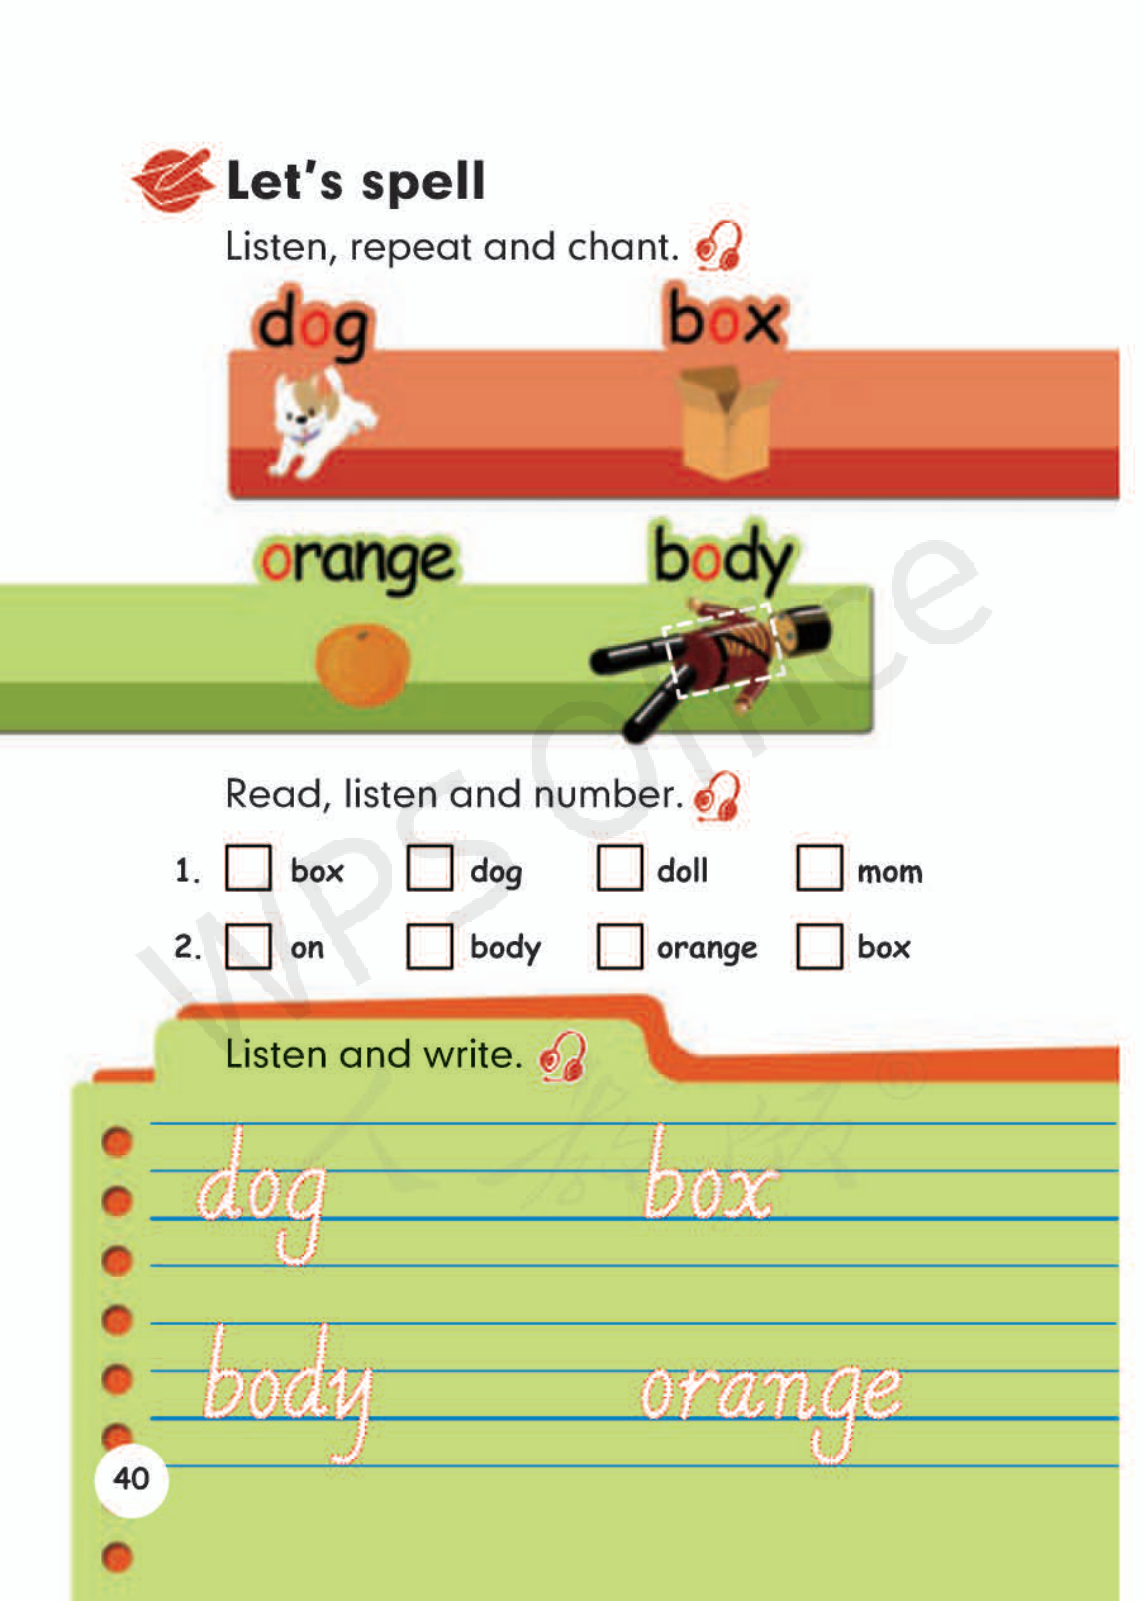 Let's spell
Listen, repeat and chant.
dog box
orange body
Read, listen and number.
1. box dog doll mom
2. on body orange box
Listen and write.
dog box
body orange
40
WPS Office